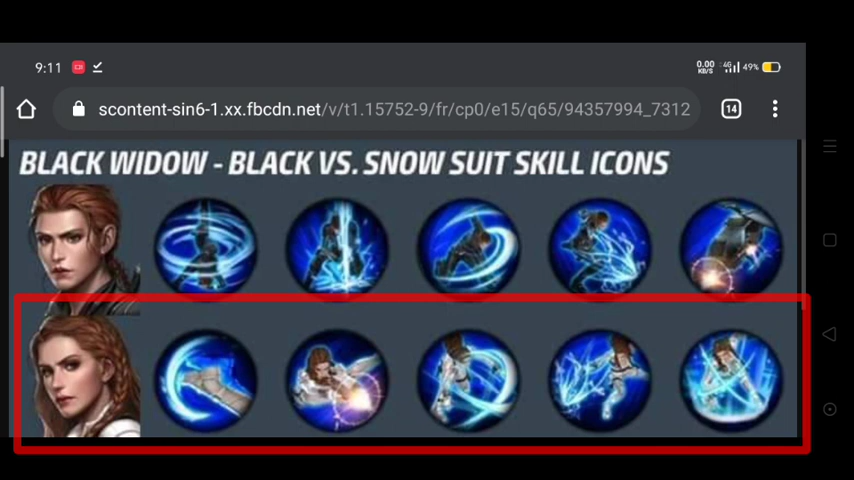 9:11
0.00 KB/S 4G 49%
scontent-sin6-1.xx.fbcdn.net/v/t1.15752-9/fr/cp0/e15/q65/94357994_7312
14
BLACK WIDOW - BLACK VS. SNOW SUIT SKILL ICONS